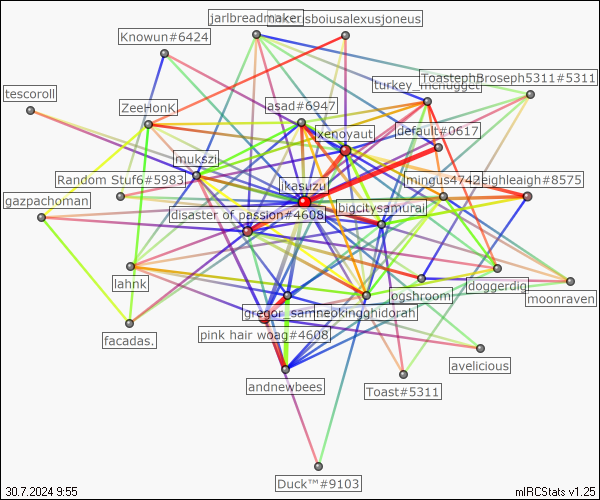 jarlbreadmaker
isboiusalexusjoneus
Knowun#6424
turkey_mcnugget
ToastephBroseph5311#5311
tescoroll
ZeeHonk
asad#6947
xenoyaut
default#0617
mukszi
Random Stuf6#5983
ikasuzu
mingus4742
zeighleaigh#8575
gazpachoman
disaster of passion#4608
bigcitysamurai
lahnk
ogshroom
doggerdig
moonraven
gregor_samneokingghidorah
facadas.
pink hair woag#4608
avelicious
andnewbees
Toast#5311
Duck™#9103
30.7.2024 9:55
mIRCStats v1.25